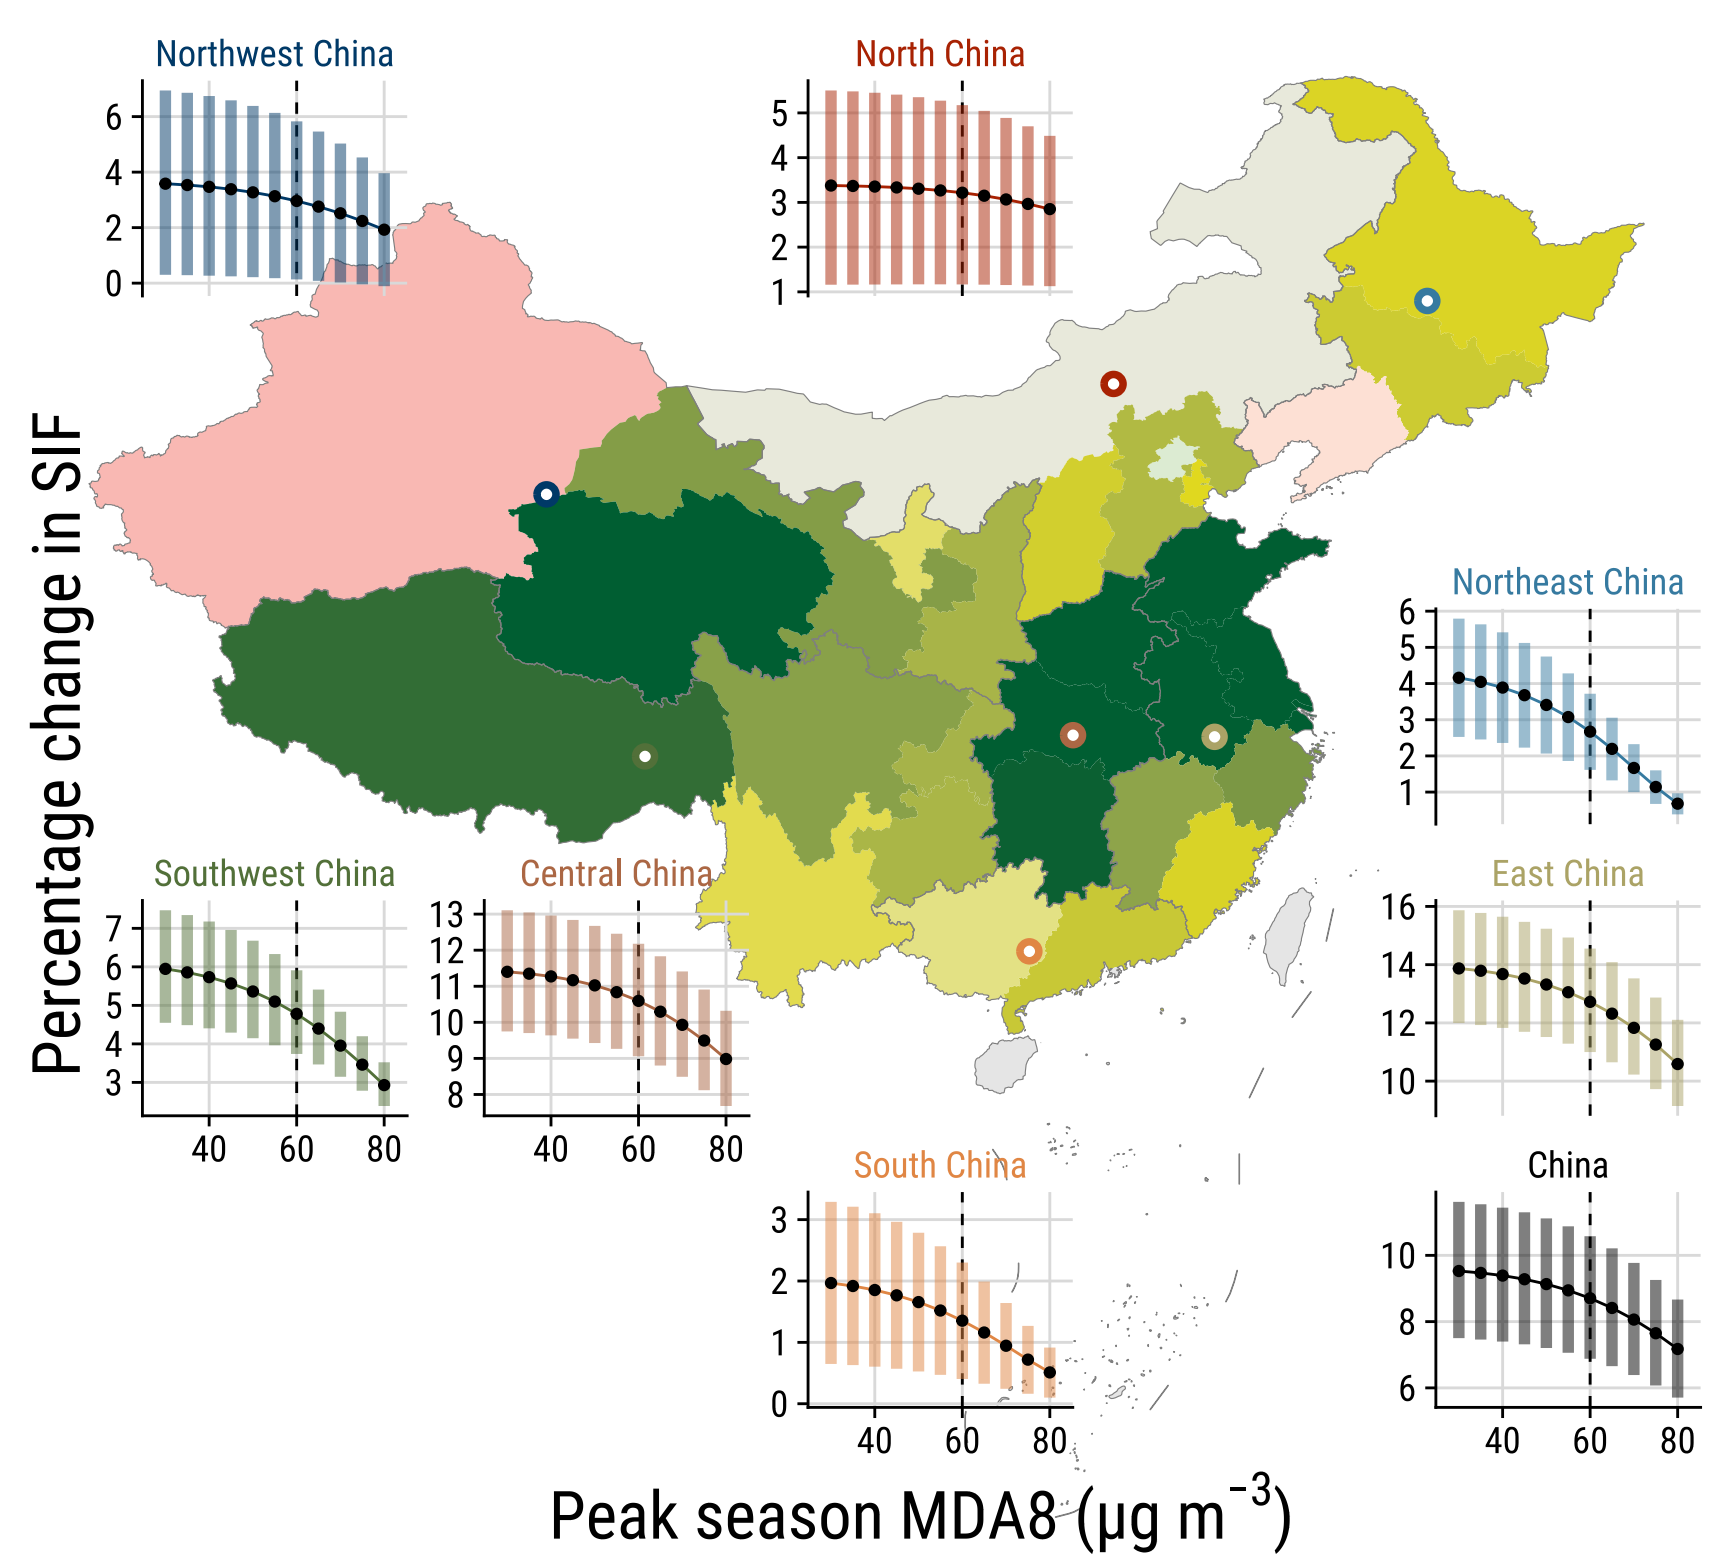 Northwest China
6
4
2
0
North China
5
4
3
2
1
Percentage change in SIF
Northeast China
6
5
4
3
2
1
Southwest China
7
6
5
4
3
40 60 80
Central China
13
12
11
10
9
8
40 60 80
East China
16
14
12
10
South China
3
2
1
0
40 60 80
China
10
8
6
40 60 80
Peak season MDA8 (µg m⁻³)